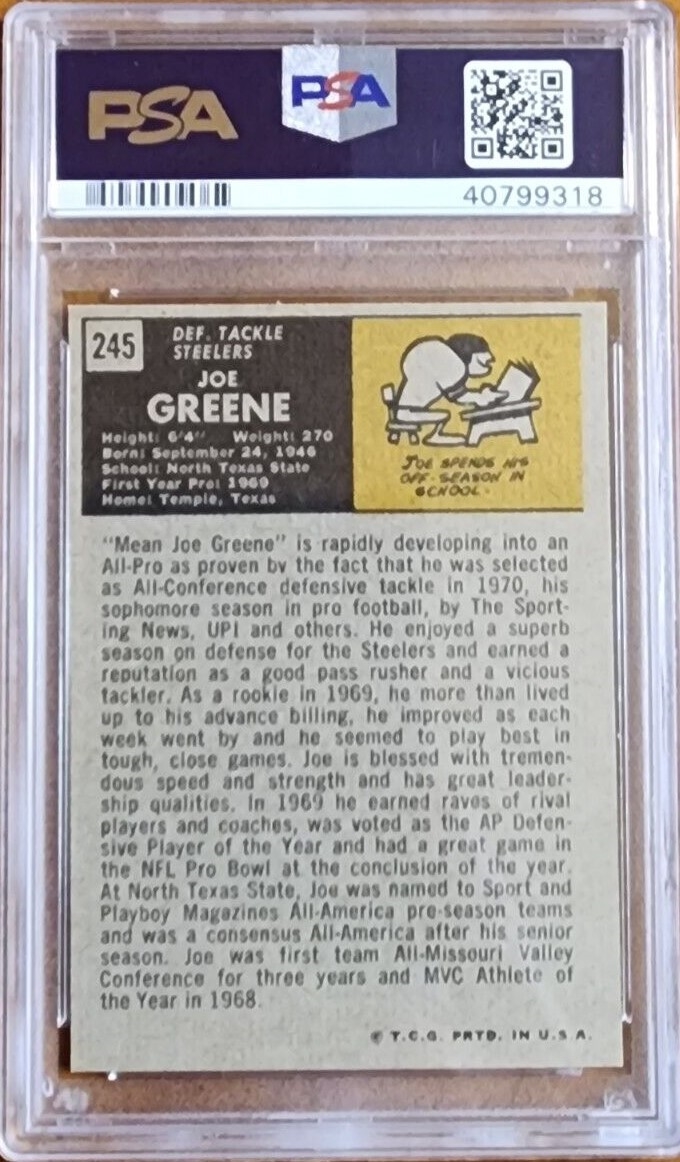 PSA
PSA
40799318
245
DEF. TACKLE
STEELERS
JOE
GREENE
Height: 6'4" Weight: 270
Born: September 24, 1946
School: North Texas State
First Year Pro: 1969
Home: Temple, Texas
JOE SPENDS HIS
OFF-SEASON IN
SCHOOL.
"Mean Joe Greene" is rapidly developing into an
All-Pro as proven by the fact that he was selected
as All-Conference defensive tackle in 1970, his
sophomore season in pro football, by The Sport-
ing News, UPI and others. He enjoyed a superb
season on defense for the Steelers and earned a
reputation as a good pass rusher and a vicious
tackler. As a rookie in 1969, he more than lived
up to his advance billing, he improved as each
week went by and he seemed to play best in
tough, close games. Joe is blessed with tremen-
dous speed and strength and has great leader-
ship qualities. In 1969 he earned raves of rival
players and coaches, was voted as the AP Defen-
sive Player of the Year and had a great game in
the NFL Pro Bowl at the conclusion of the year.
At North Texas State, Joe was named to Sport and
Playboy Magazines All-America pre-season teams
and was a consensus All-America after his senior
season. Joe was first team All-Missouri Valley
Conference for three years and MVC Athlete of
the Year in 1968.
© T.C.G. PRTD. IN U.S.A.